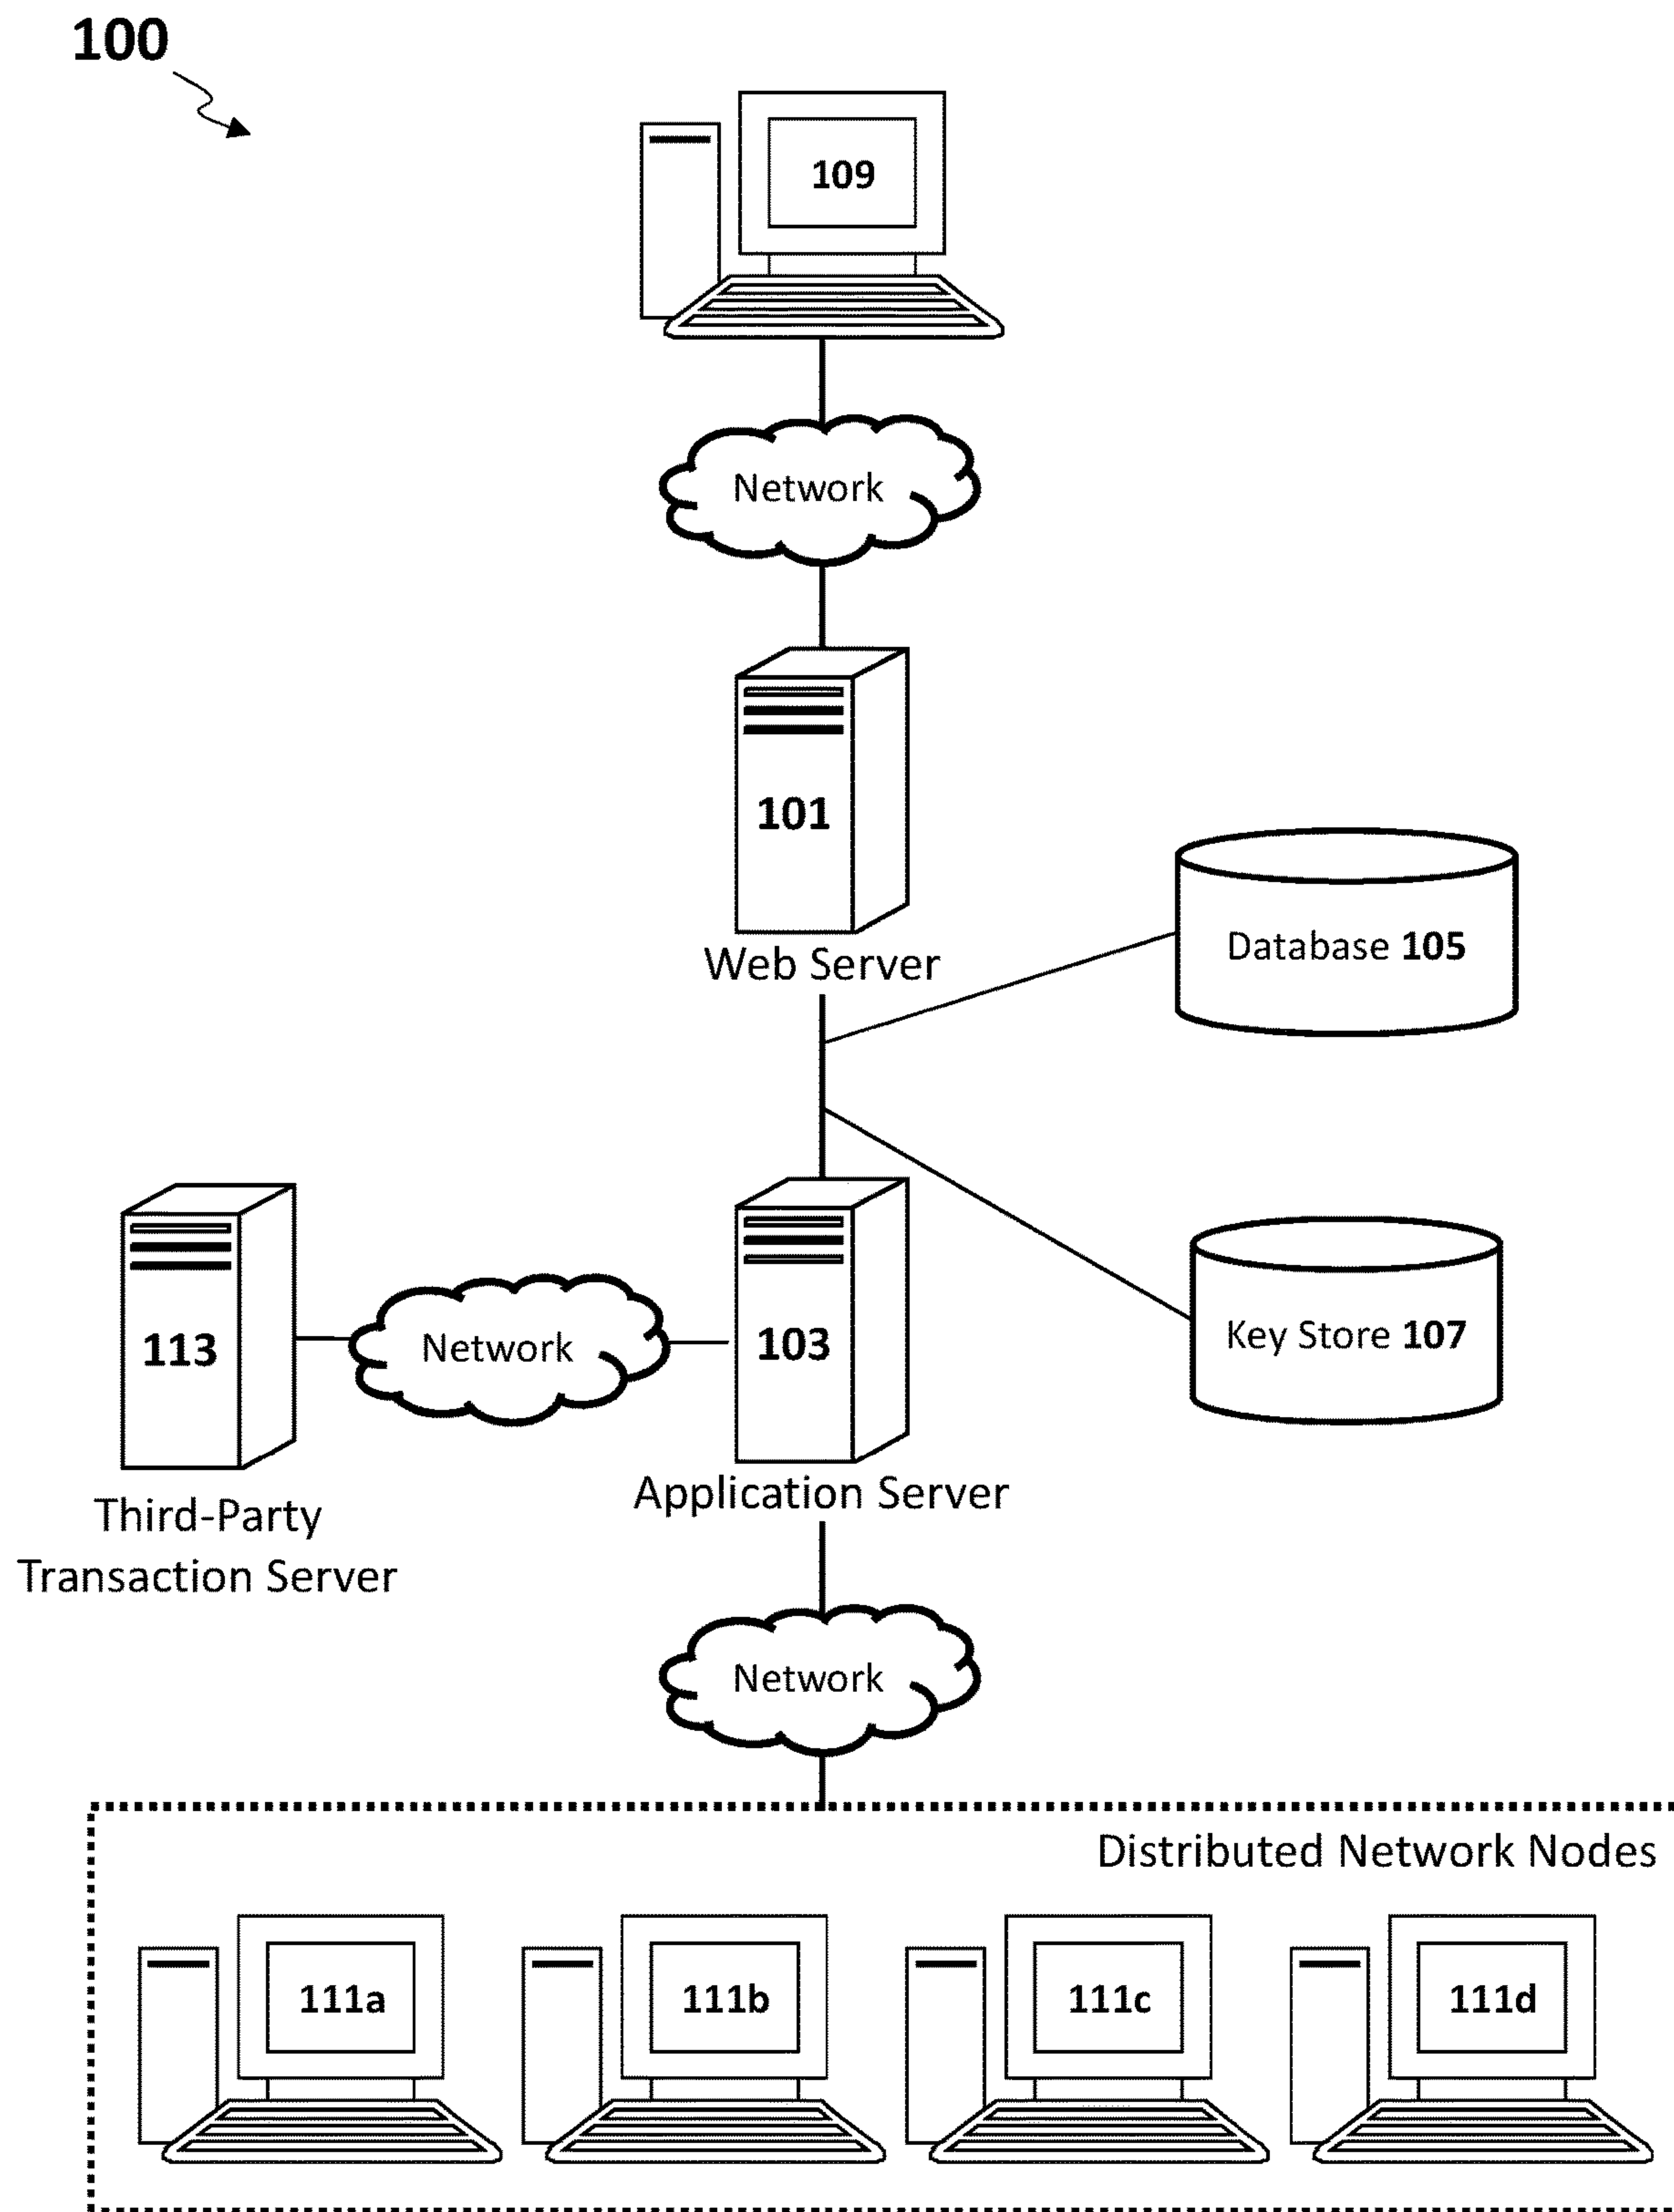 100
109
Network
101
Web Server
Database 105
113
Network
103
Key Store 107
Third-Party
Transaction Server
Application Server
Network
Distributed Network Nodes
111a
111b
111c
111d